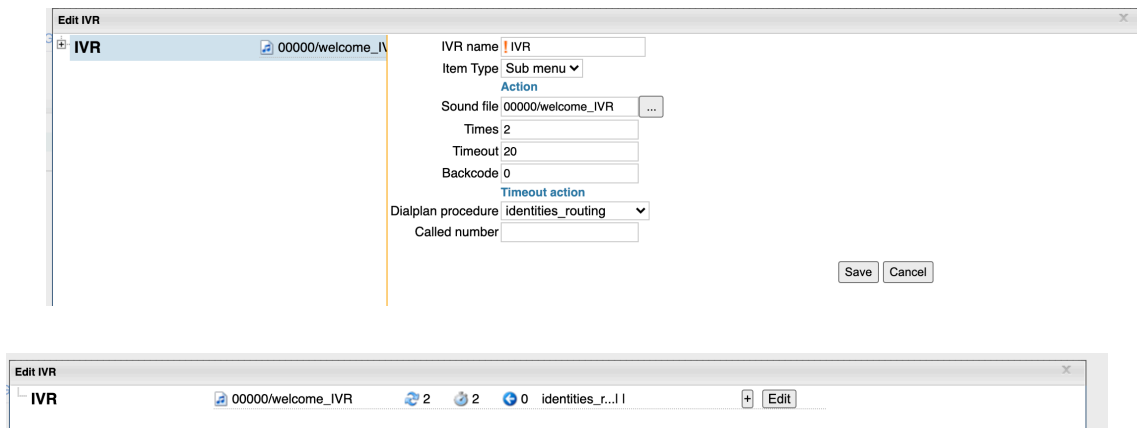 Edit IVR
IVR 00000/welcome_IV
IVR name ! IVR
Item Type Sub menu
Action
Sound file 00000/welcome_IVR ...
Times 2
Timeout 20
Backcode 0
Timeout action
Dialplan procedure identities_routing
Called number
Save Cancel
Edit IVR
IVR 00000/welcome_IVR 2 2 0 identities_r...| | + Edit